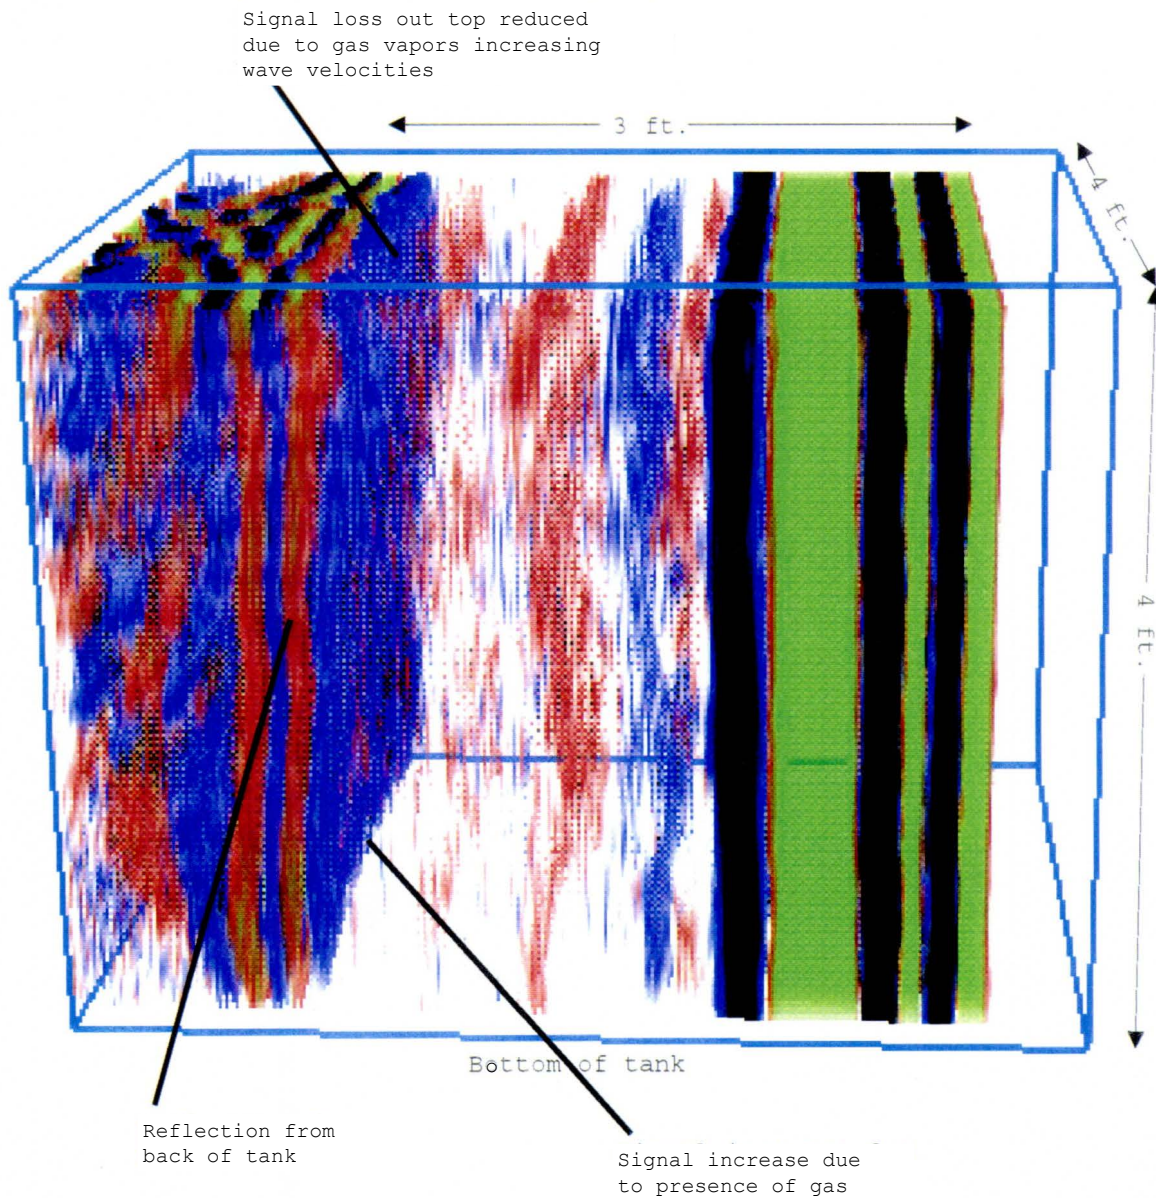 Signal loss out top reduced
due to gas vapors increasing
wave velocities
3 ft.
4 ft.
4 ft.
Bottom of tank
Reflection from
back of tank
Signal increase due
to presence of gas